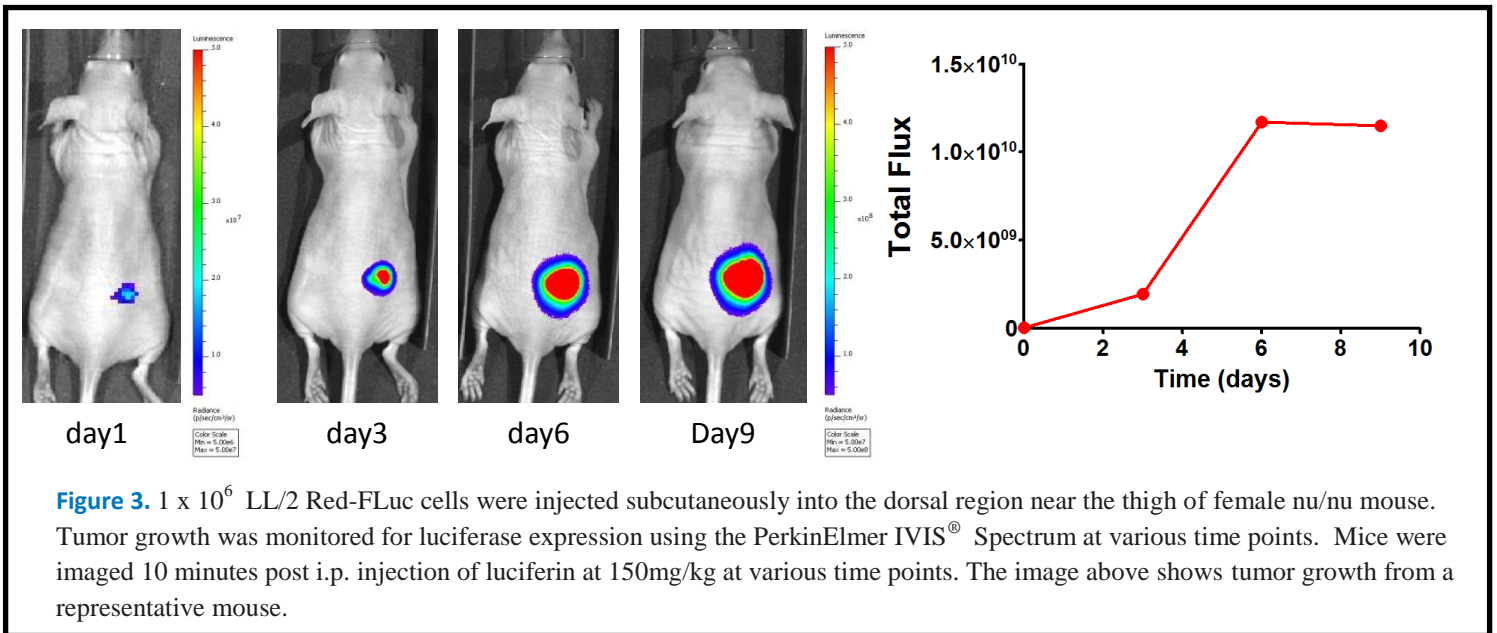 Luminescence
5.0
4.0
3.0
x10⁷
2.0
1.0
Radiance
(p/sec/cm²/sr)
Color Scale
Min = 5.00e6
Max = 5.00e7
day1
day3
day6
Day9
Luminescence
5.0
4.0
3.0
x10⁸
2.0
1.0
Radiance
(p/sec/cm²/sr)
Color Scale
Min = 5.00e7
Max = 5.00e8
Total Flux
1.5×10¹⁰
1.0×10¹⁰
5.0×10⁰⁹
0
0 2 4 6 8 10
Time (days)
Figure 3. 1 x 10⁶ LL/2 Red-FLuc cells were injected subcutaneously into the dorsal region near the thigh of female nu/nu mouse.
Tumor growth was monitored for luciferase expression using the PerkinElmer IVIS® Spectrum at various time points. Mice were
imaged 10 minutes post i.p. injection of luciferin at 150mg/kg at various time points. The image above shows tumor growth from a
representative mouse.